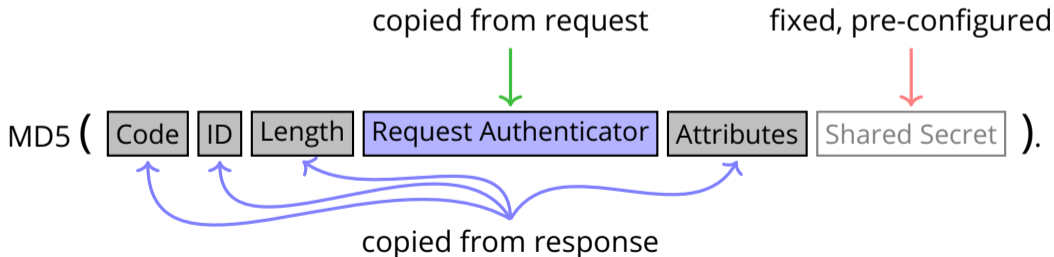 copied from request fixed, pre-configured
MD5 ( Code ID Length Request Authenticator Attributes Shared Secret ).
copied from response